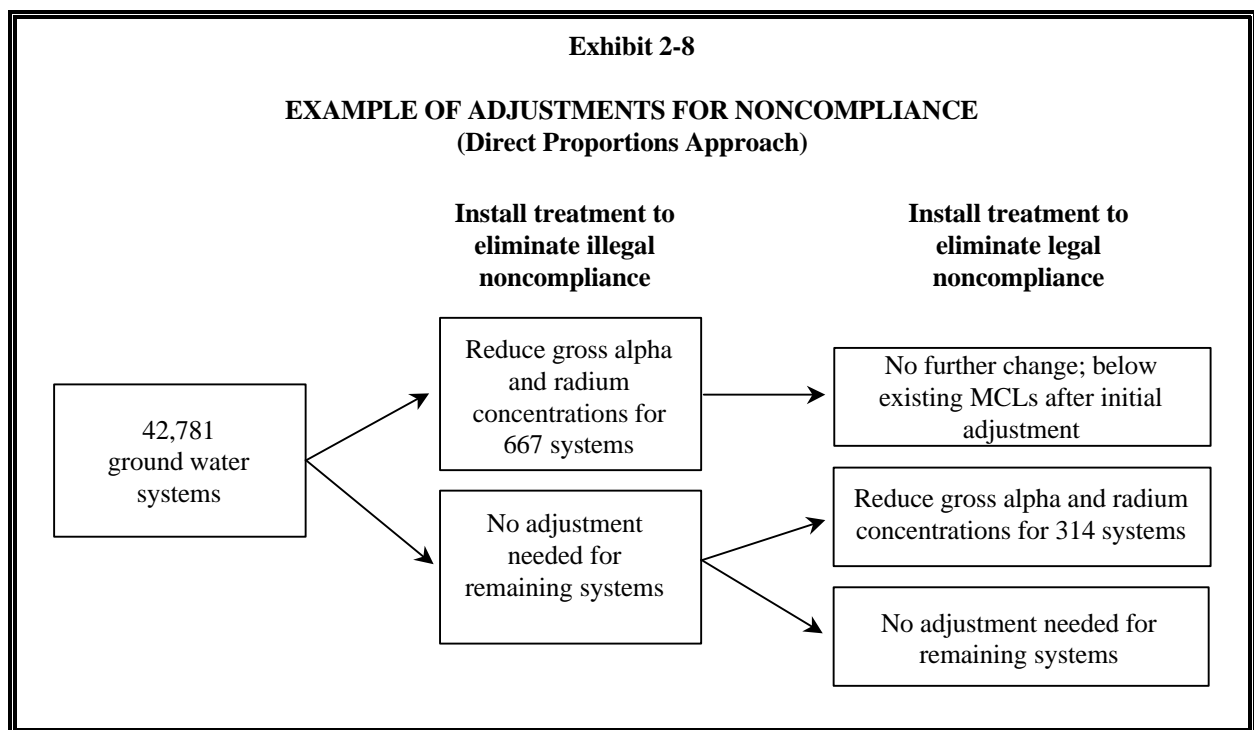 Exhibit 2-8
EXAMPLE OF ADJUSTMENTS FOR NONCOMPLIANCE
(Direct Proportions Approach)
Install treatment to
eliminate illegal
noncompliance
Install treatment to
eliminate legal
noncompliance
42,781
ground water
systems
Reduce gross alpha
and radium
concentrations for
667 systems
No further change; below
existing MCLs after initial
adjustment
No adjustment
needed for
remaining systems
Reduce gross alpha and radium
concentrations for 314 systems
No adjustment needed for
remaining systems